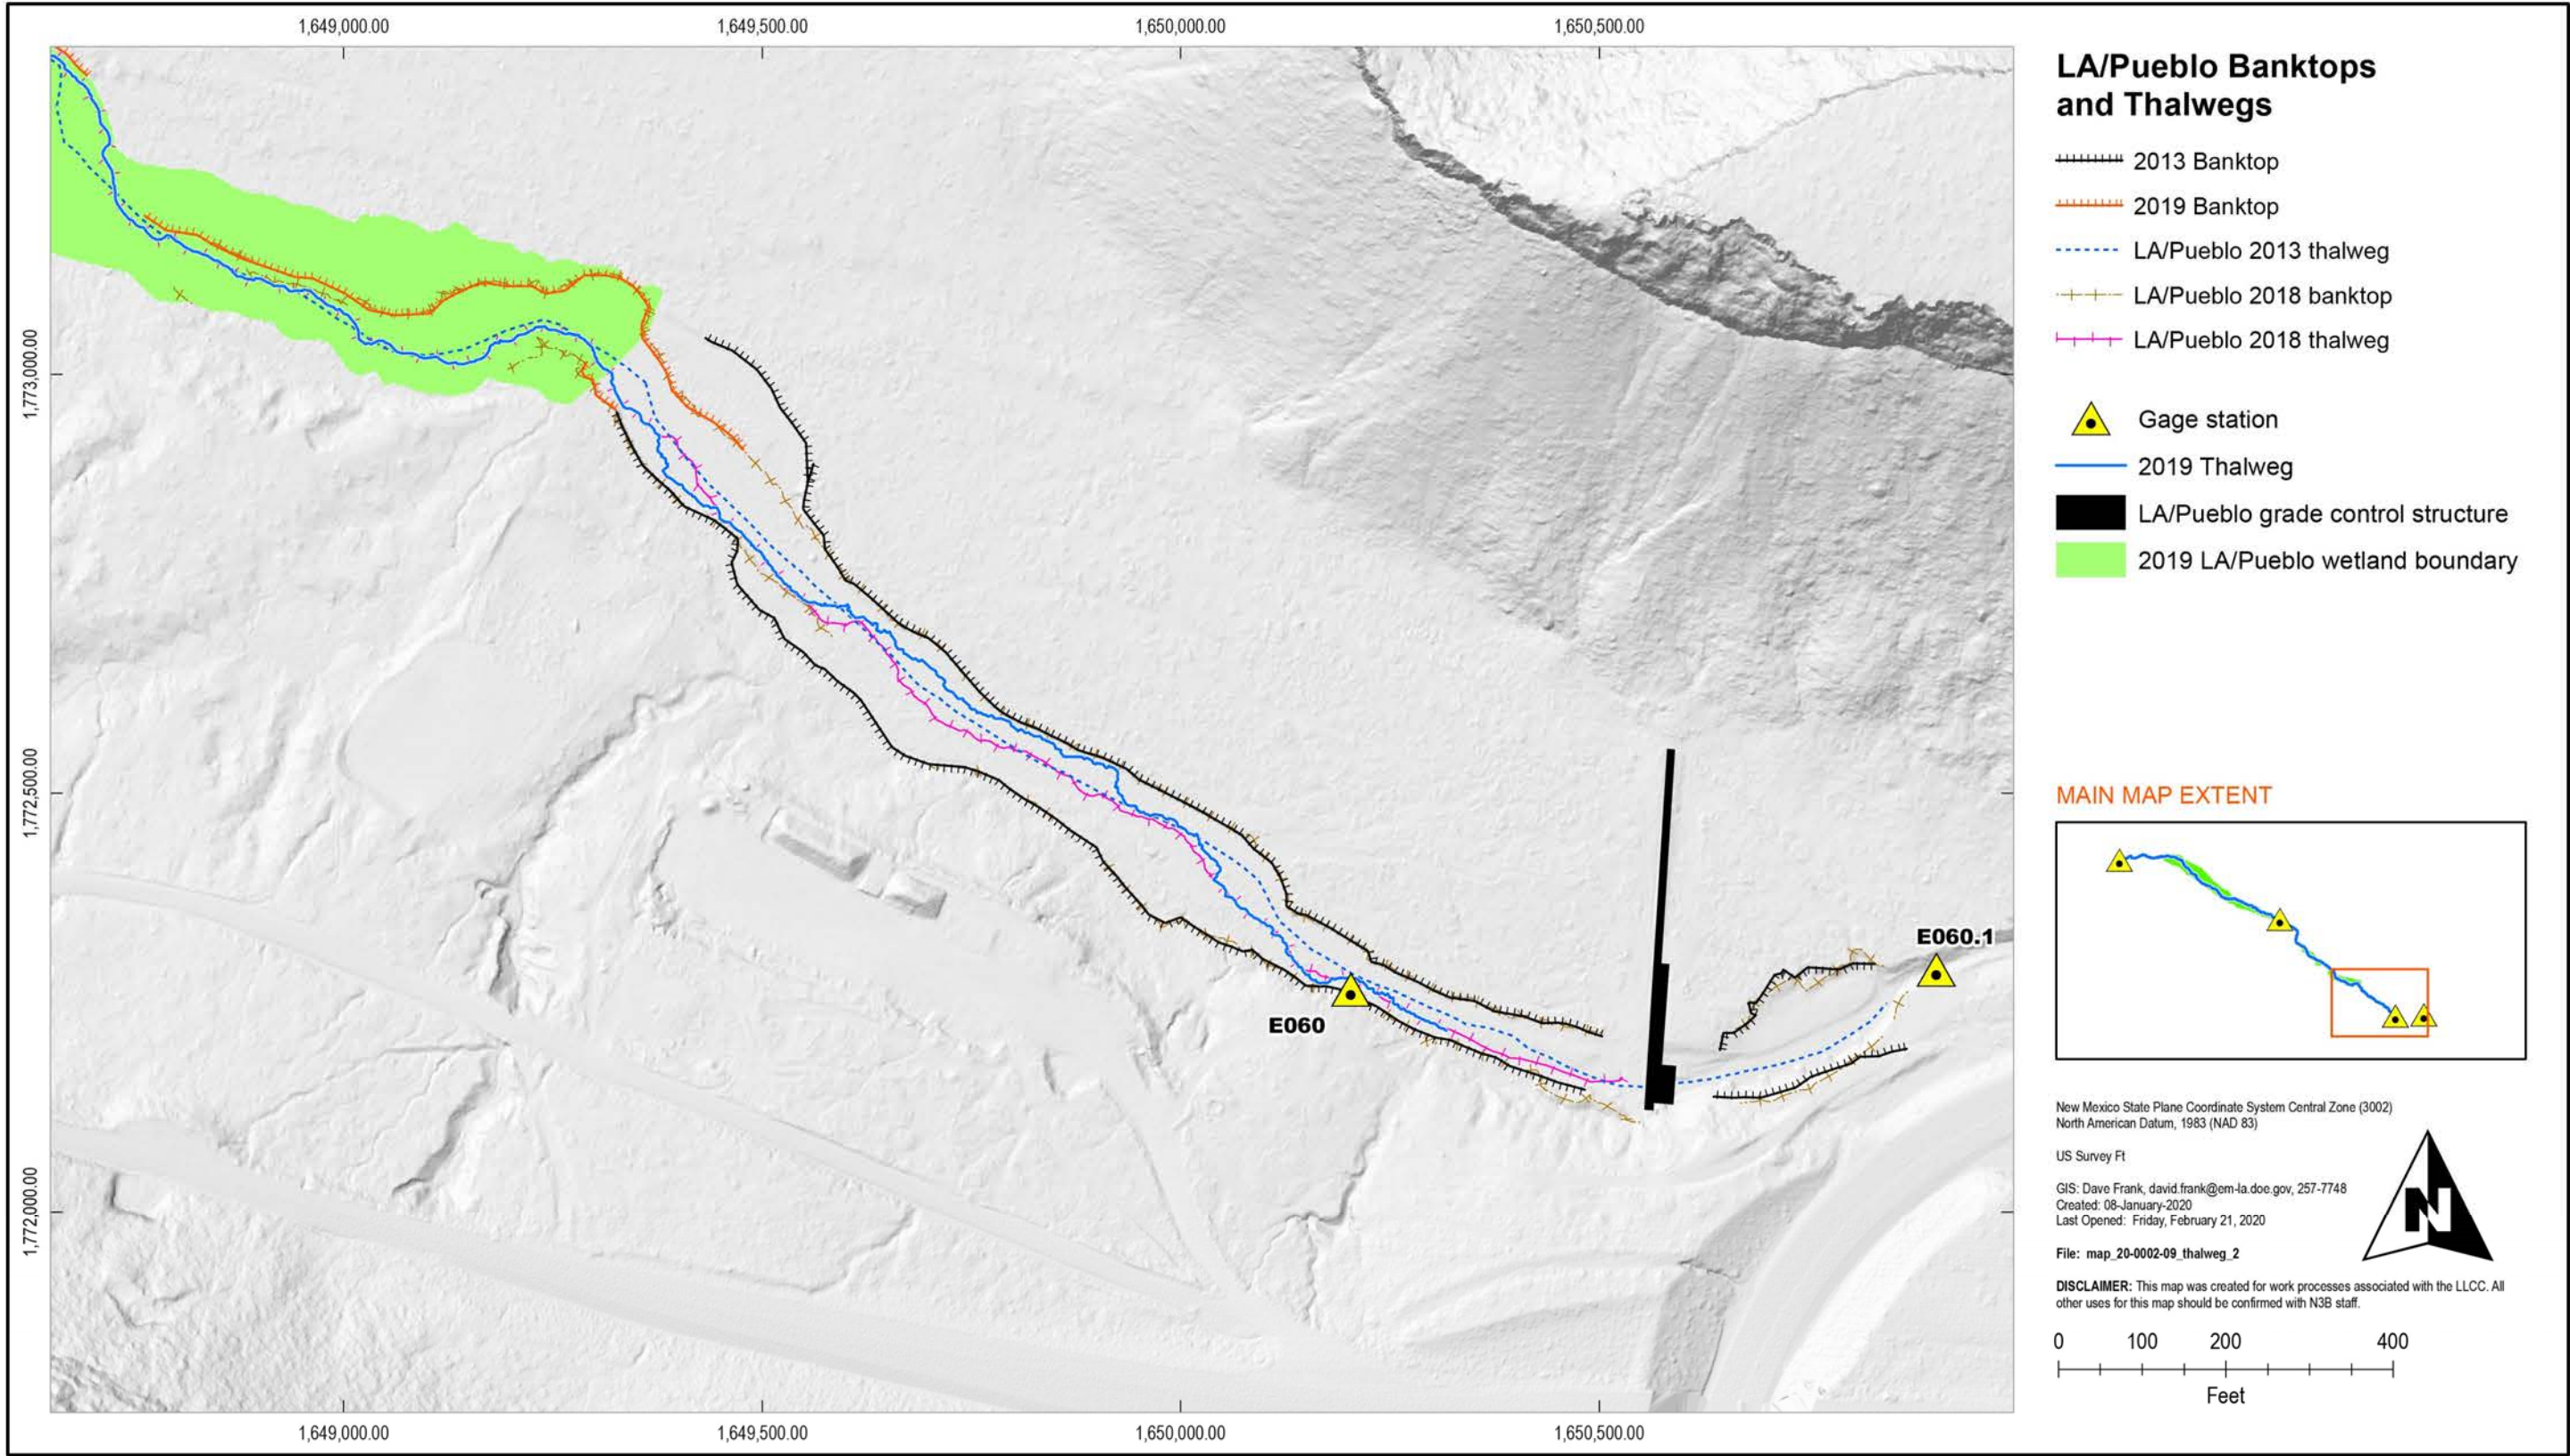 1,649,000.00
1,649,500.00
1,650,000.00
1,650,500.00
1,773,000.00
1,772,500.00
1,772,000.00
E060
E060.1
1,649,000.00
1,649,500.00
1,650,000.00
1,650,500.00
LA/Pueblo Banktops
and Thalwegs
2013 Banktop
2019 Banktop
LA/Pueblo 2013 thalweg
LA/Pueblo 2018 banktop
LA/Pueblo 2018 thalweg
Gage station
2019 Thalweg
LA/Pueblo grade control structure
2019 LA/Pueblo wetland boundary
MAIN MAP EXTENT
New Mexico State Plane Coordinate System Central Zone (3002)
North American Datum, 1983 (NAD 83)
US Survey Ft
GIS: Dave Frank, david.frank@em-la.doe.gov, 257-7748
Created: 08-January-2020
Last Opened: Friday, February 21, 2020
File: map_20-0002-09_thalweg_2
N
DISCLAIMER: This map was created for work processes associated with the LLCC. All
other uses for this map should be confirmed with N3B staff.
0 100 200 400
Feet